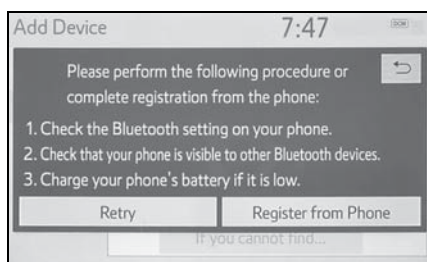 Add Device
7:47
DCM
Please perform the following procedure or
complete registration from the phone:
1. Check the Bluetooth setting on your phone.
2. Check that your phone is visible to other Bluetooth devices.
3. Charge your phone's battery if it is low.
Retry
Register from Phone
If you cannot find...